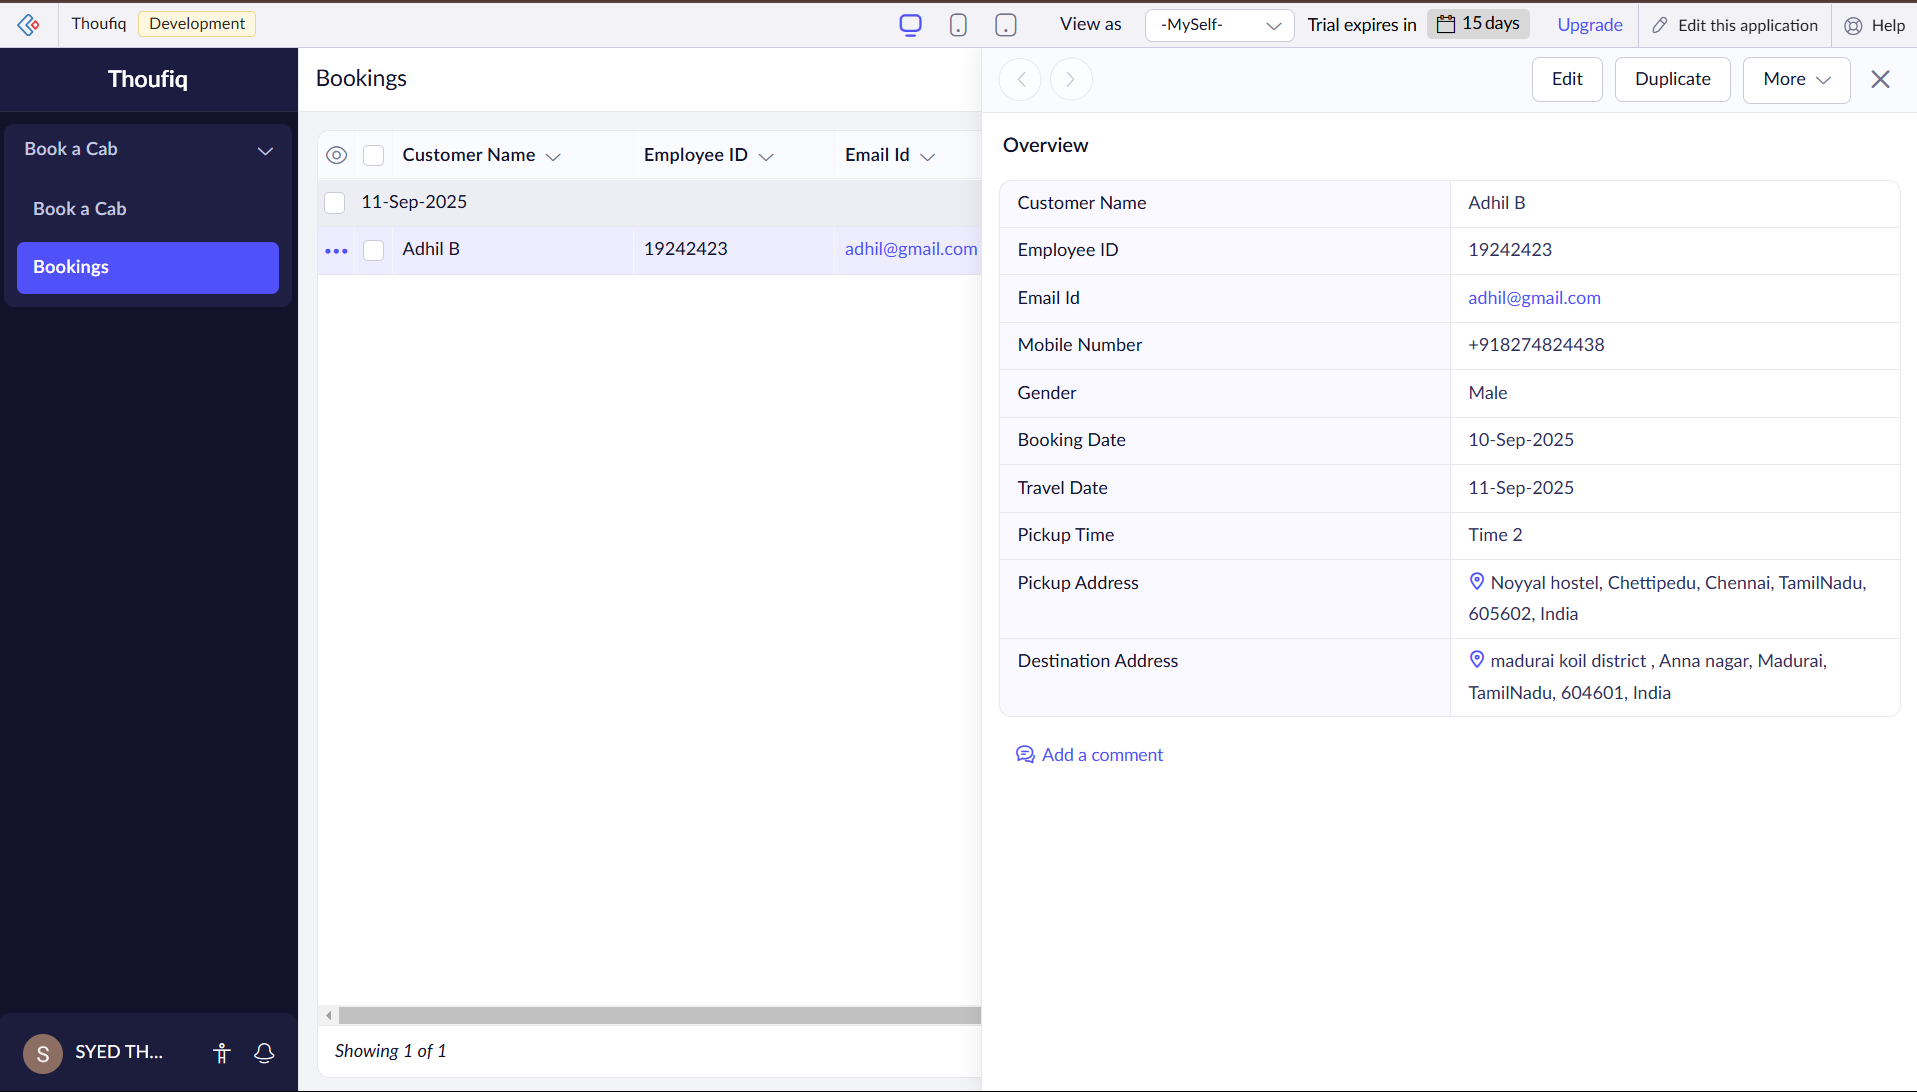 Thoufiq Development View as -MySelf- Trial expires in 15 days Upgrade Edit this application Help
Thoufiq
Book a Cab
Book a Cab
Bookings
SYED TH...
S
Bookings
Customer Name Employee ID Email Id
11-Sep-2025
Adhil B 19242423 adhil@gmail.com
Showing 1 of 1
Edit Duplicate More
Overview
Customer Name Adhil B
Employee ID 19242423
Email Id adhil@gmail.com
Mobile Number +918274824438
Gender Male
Booking Date 10-Sep-2025
Travel Date 11-Sep-2025
Pickup Time Time 2
Pickup Address Noyyal hostel, Chettipedu, Chennai, TamilNadu,
605602, India
Destination Address madurai koil district , Anna nagar, Madurai,
TamilNadu, 604601, India
Add a comment